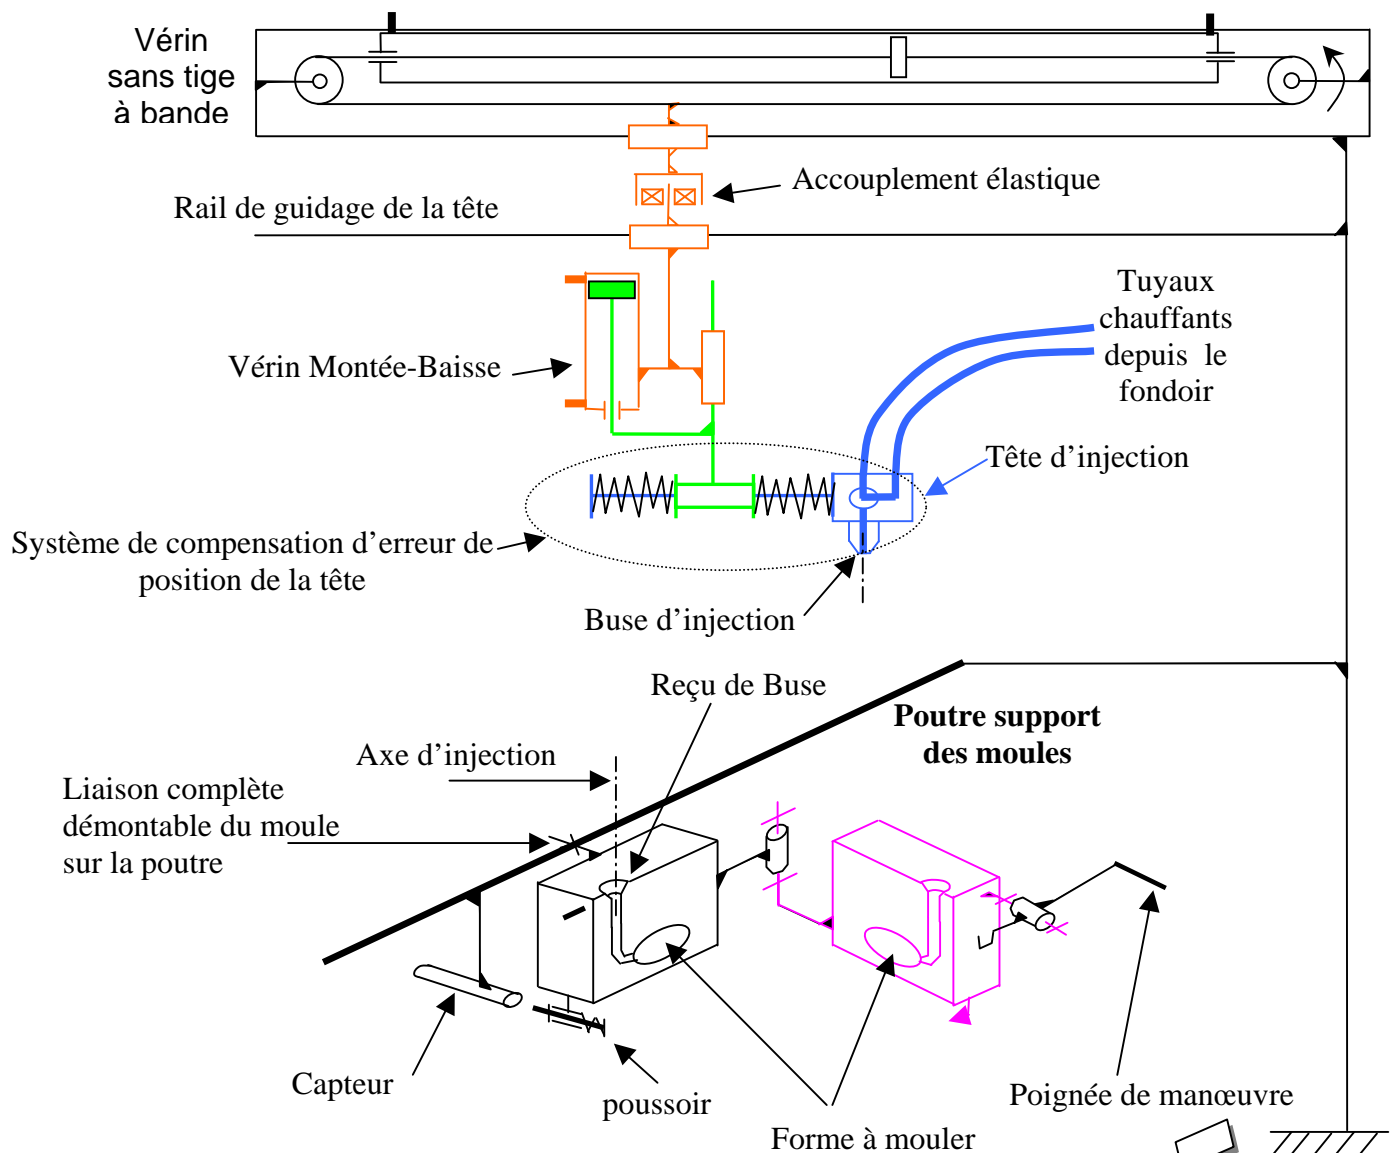 Vérin
sans tige
à bande
Accouplement élastique
Rail de guidage de la tête
Tuyaux
chauffants
depuis le
fondoir
Vérin Montée-Baisse
Tête d'injection
Système de compensation d'erreur de
position de la tête
Buse d'injection
Reçu de Buse
Poutre support
des moules
Axe d'injection
Liaison complète
démontable du moule
sur la poutre
Capteur
poussoir
Poignée de manœuvre
Forme à mouler